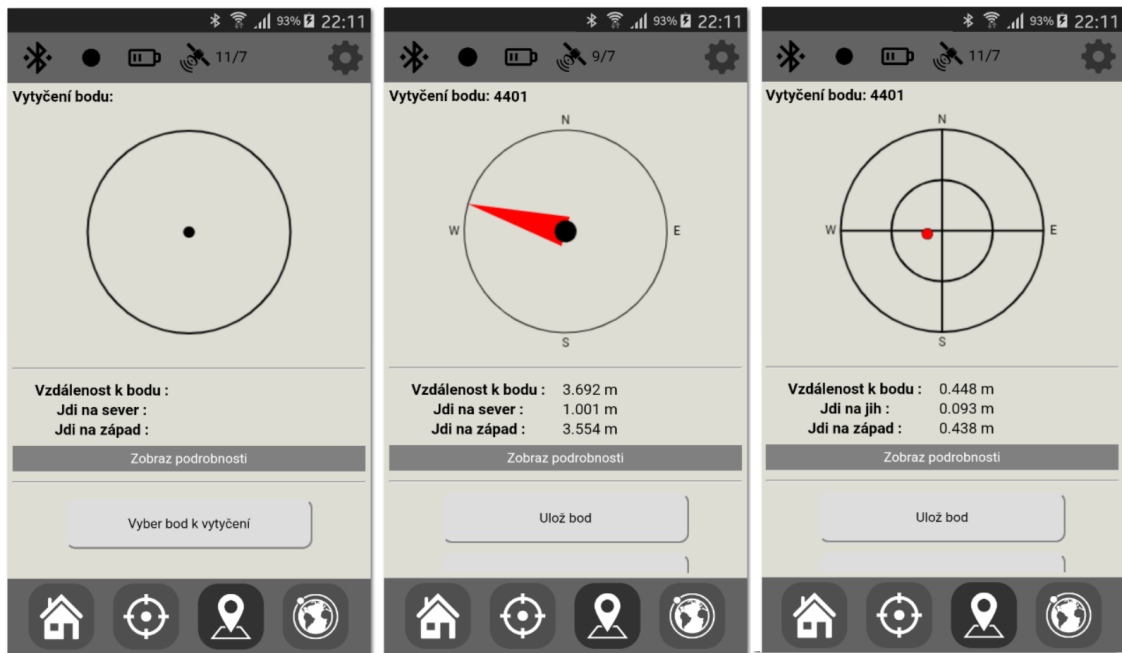 93% 22:11
11/7
Vytyčení bodu:
Vzdálenost k bodu :
Jdi na sever :
Jdi na západ :
Zobraz podrobnosti
Vyber bod k vytyčení
93% 22:11
9/7
Vytyčení bodu: 4401
N
W
E
S
Vzdálenost k bodu : 3.692 m
Jdi na sever : 1.001 m
Jdi na západ : 3.554 m
Zobraz podrobnosti
Ulož bod
93% 22:11
11/7
Vytyčení bodu: 4401
N
W
E
S
Vzdálenost k bodu : 0.448 m
Jdi na jih : 0.093 m
Jdi na západ : 0.438 m
Zobraz podrobnosti
Ulož bod